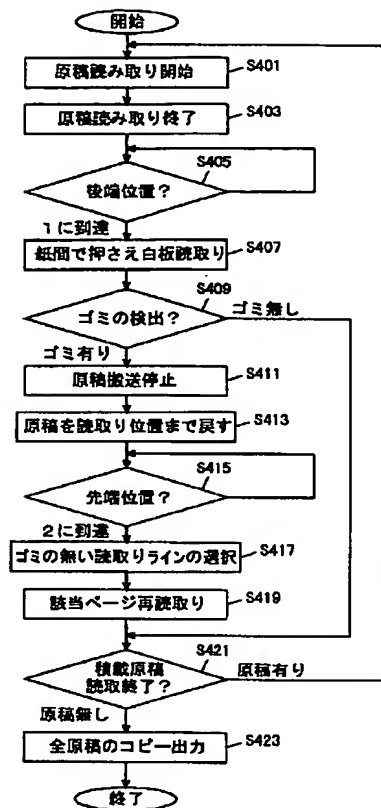 開始
原稿読み取り開始 S401
原稿読み取り終了 S403
S405
後端位置?
1に到達
紙間で押さえ白板読取り S407
S409
ゴミの検出? ゴミ無し
ゴミ有り
原稿搬送停止 S411
原稿を読取り位置まで戻す S413
S415
先端位置?
2に到達
ゴミの無い読取りラインの選択 S417
該当ページ再読取り S419
S421
積載原稿
読取終了? 原稿有り
原稿無し
全原稿のコピー出力 S423
終了